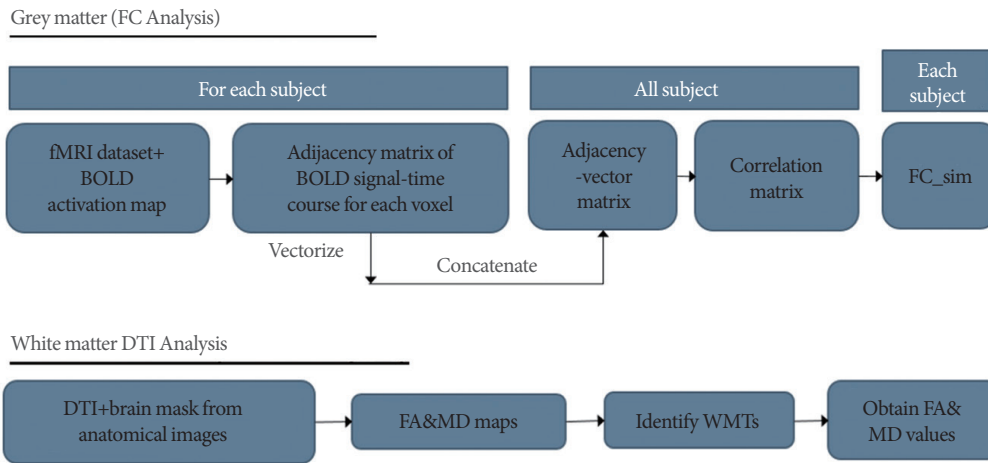 Grey matter (FC Analysis)
For each subject
All subject
Each
subject
fMRI dataset+
BOLD
activation map
Adijacency matrix of
BOLD signal-time
course for each voxel
Adjacency
-vector
matrix
Correlation
matrix
FC_sim
Vectorize
Concatenate
White matter DTI Analysis
DTI+brain mask from
anatomical images
FA&MD maps
Identify WMTs
Obtain FA&
MD values